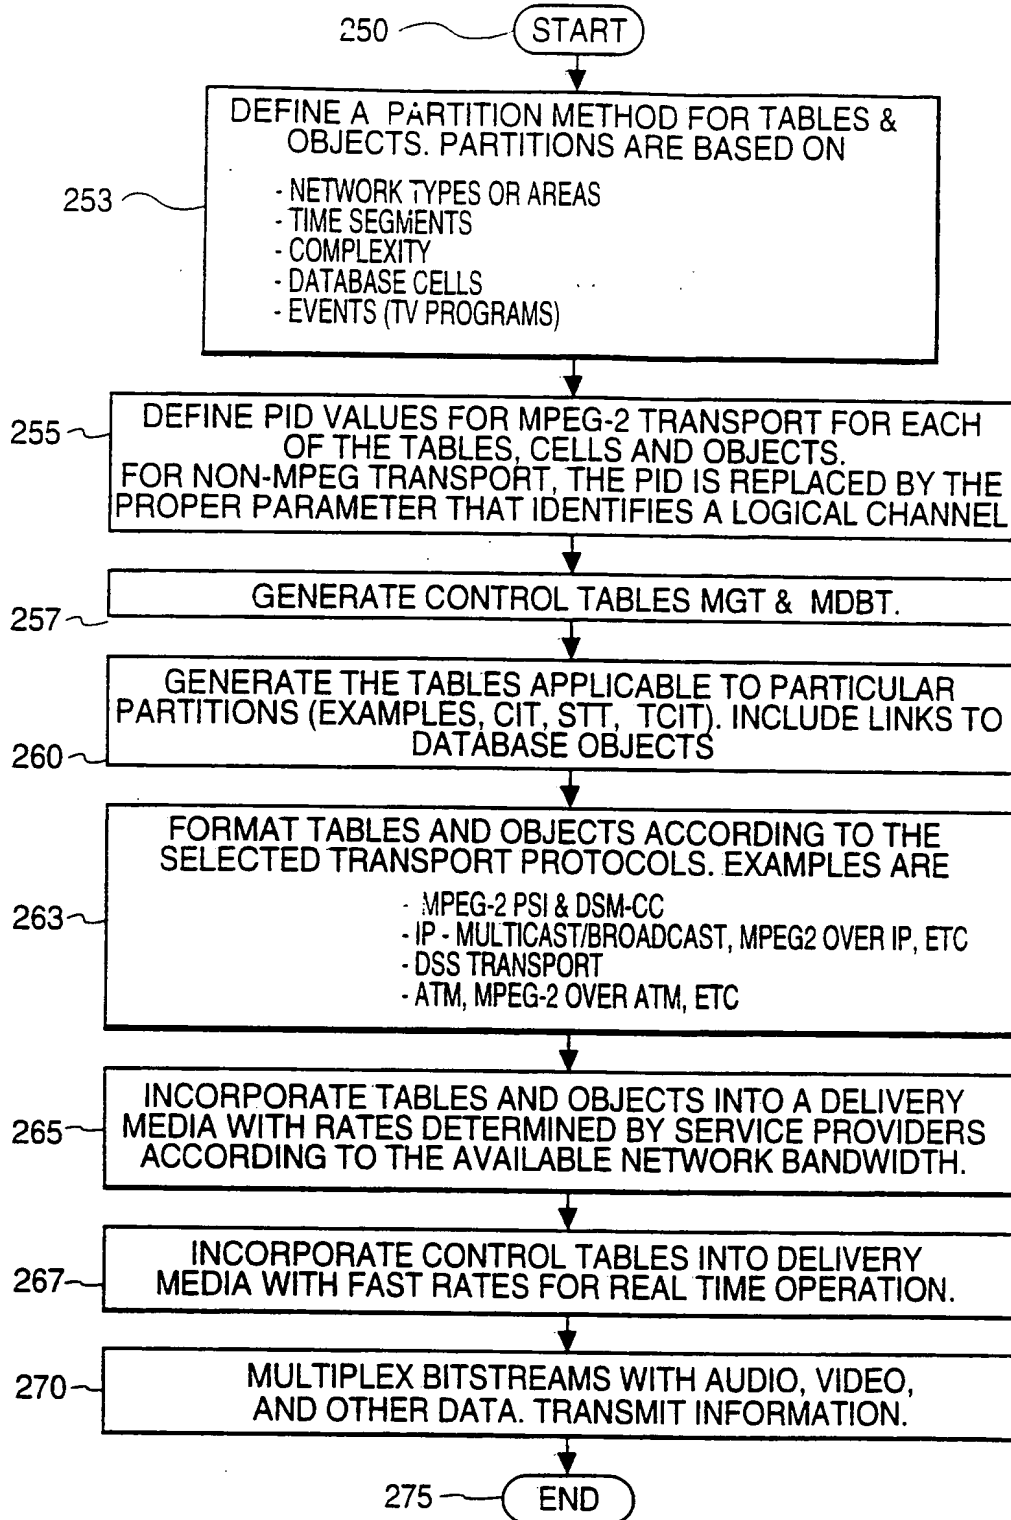 250
START
DEFINE A PARTITION METHOD FOR TABLES &
OBJECTS. PARTITIONS ARE BASED ON
- NETWORK TYPES OR AREAS
253
- TIME SEGMENTS
- COMPLEXITY
- DATABASE CELLS
- EVENTS (TV PROGRAMS)
255
DEFINE PID VALUES FOR MPEG-2 TRANSPORT FOR EACH
OF THE TABLES, CELLS AND OBJECTS.
FOR NON-MPEG TRANSPORT, THE PID IS REPLACED BY THE
PROPER PARAMETER THAT IDENTIFIES A LOGICAL CHANNEL
GENERATE CONTROL TABLES MGT & MDBT.
257
GENERATE THE TABLES APPLICABLE TO PARTICULAR
PARTITIONS (EXAMPLES, CIT, STT, TCIT). INCLUDE LINKS TO
DATABASE OBJECTS
260
FORMAT TABLES AND OBJECTS ACCORDING TO THE
SELECTED TRANSPORT PROTOCOLS. EXAMPLES ARE
- MPEG-2 PSI & DSM-CC
263
- IP - MULTICAST/BROADCAST, MPEG2 OVER IP, ETC
- DSS TRANSPORT
- ATM, MPEG-2 OVER ATM, ETC
INCORPORATE TABLES AND OBJECTS INTO A DELIVERY
265
MEDIA WITH RATES DETERMINED BY SERVICE PROVIDERS
ACCORDING TO THE AVAILABLE NETWORK BANDWIDTH.
INCORPORATE CONTROL TABLES INTO DELIVERY
267
MEDIA WITH FAST RATES FOR REAL TIME OPERATION.
270
MULTIPLEX BITSTREAMS WITH AUDIO, VIDEO,
AND OTHER DATA. TRANSMIT INFORMATION.
275
END